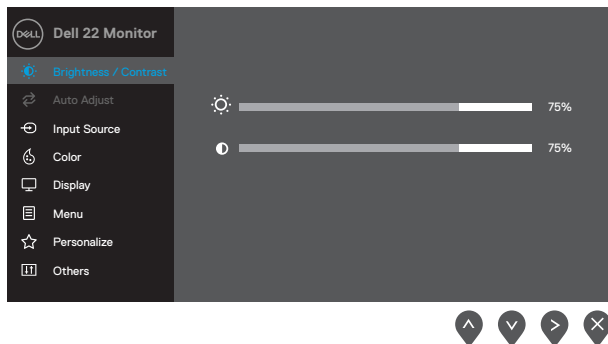 DELL Dell 22 Monitor
Brightness / Contrast
75%
Auto Adjust
Input Source
Color
75%
Display
Menu
Personalize
Others